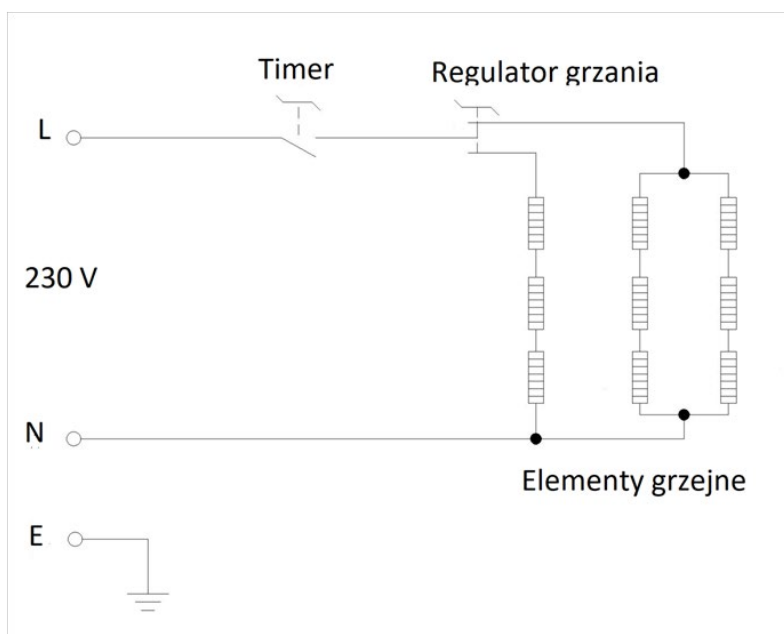 Timer
Regulator grzania
L
230 V
N
Elementy grzejne
E